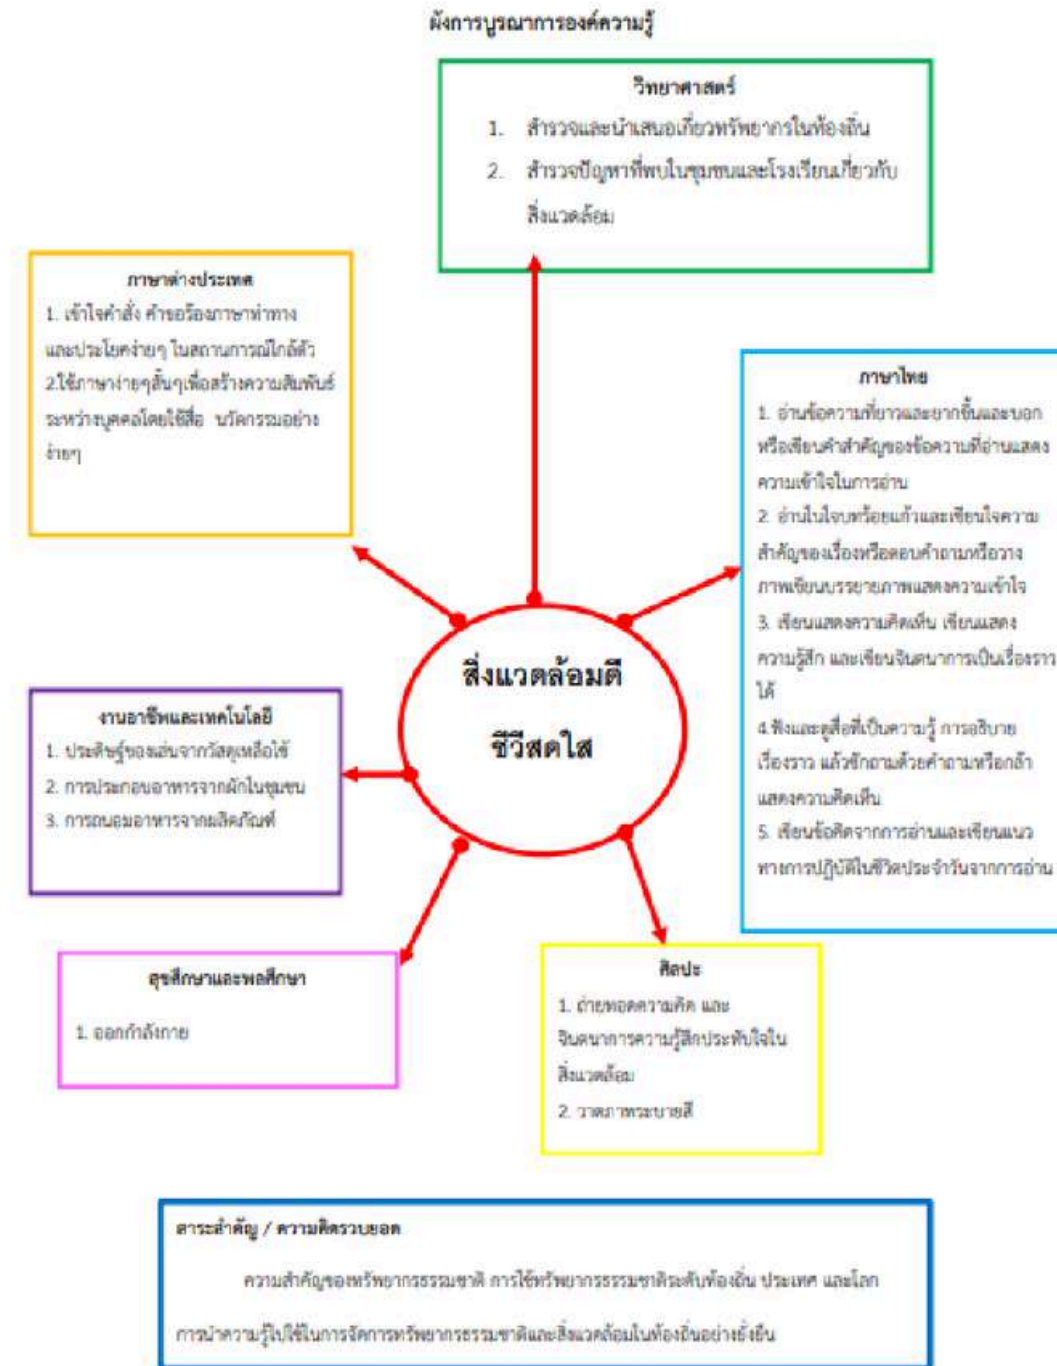 ผังการบูรณาการองค์ความรู้
วิทยาศาสตร์
1. สำรวจและนำเสนอเกี่ยวทรัพยากรในท้องถิ่น
2. สำรวจปัญหาที่พบในชุมชนและโรงเรียนเกี่ยวกับ
สิ่งแวดล้อม
ภาษาต่างประเทศ
1. เข้าใจคำสั่ง คำขอร้องภาษาท่าทาง
และประโยคง่ายๆ ในสถานการณ์ใกล้ตัว
2.ใช้ภาษาง่ายๆสั้นๆเพื่อสร้างความสัมพันธ์
ระหว่างบุคคลโดยใช้สื่อ นวัตกรรมอย่าง
ง่ายๆ
ภาษาไทย
1. อ่านข้อความที่ยาวและยากขึ้นและบอก
หรือเขียนคำสำคัญของข้อความที่อ่านแสดง
ความเข้าใจในการอ่าน
2. อ่านในใจบทร้อยแก้วและเขียนใจความ
สำคัญของเรื่องหรือตอบคำถามหรือวาง
ภาพเขียนบรรยายภาพแสดงความเข้าใจ
3. เขียนแสดงความคิดเห็น เขียนแสดง
ความรู้สึก และเขียนจินตนาการเป็นเรื่องราว
ได้
4.ฟังและดูสื่อที่เป็นความรู้ การอธิบาย
เรื่องราว แล้วซักถามด้วยคำถามหรือกล้า
แสดงความคิดเห็น
5. เขียนข้อคิดจากการอ่านและเขียนแนว
ทางการปฏิบัติในชีวิตประจำวันจากการอ่าน
สิ่งแวดล้อมดี
ชีวีสดใส
งานอาชีพและเทคโนโลยี
1. ประดิษฐ์ของเล่นจากวัสดุเหลือใช้
2. การประกอบอาหารจากผักในชุมชน
3. การถนอมอาหารจากผลิตภัณฑ์
สุขศึกษาและพลศึกษา
1. ออกกำลังกาย
ศิลปะ
1. ถ่ายทอดความคิด และ
จินตนาการความรู้สึกประทับใจใน
สิ่งแวดล้อม
2. วาดภาพระบายสี
สาระสำคัญ / ความคิดรวบยอด
ความสำคัญของทรัพยากรธรรมชาติ การใช้ทรัพยากรธรรมชาติระดับท้องถิ่น ประเทศ และโลก
การนำความรู้ไปใช้ในการจัดการทรัพยากรธรรมชาติและสิ่งแวดล้อมในท้องถิ่นอย่างยั่งยืน